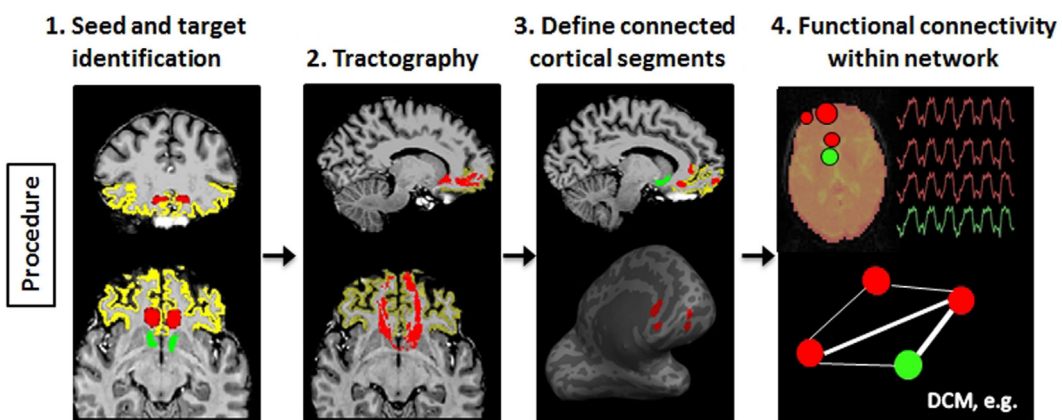 1. Seed and target
identification
2. Tractography
3. Define connected
cortical segments
4. Functional connectivity
within network
Procedure
DCM, e.g.